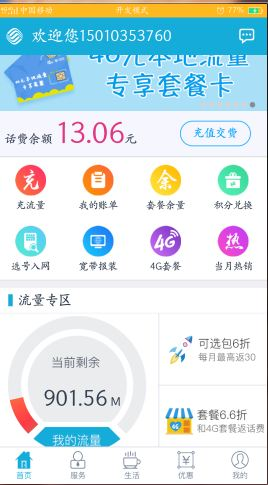 中国移动 开发模式 77%
欢迎您15010353760
40元本地流量
专享套餐卡
话费余额 13.06元 充值交费
充 余
充流量 我的账单 套餐余量 积分兑换
4G 热
选号入网 宽带报装 4G套餐 当月热销
流量专区
当前剩余
901.56 M
我的流量
可选包6折
每月最高返30
套餐6.6折
和4G套餐返话费
首页 服务 生活 优惠 我的